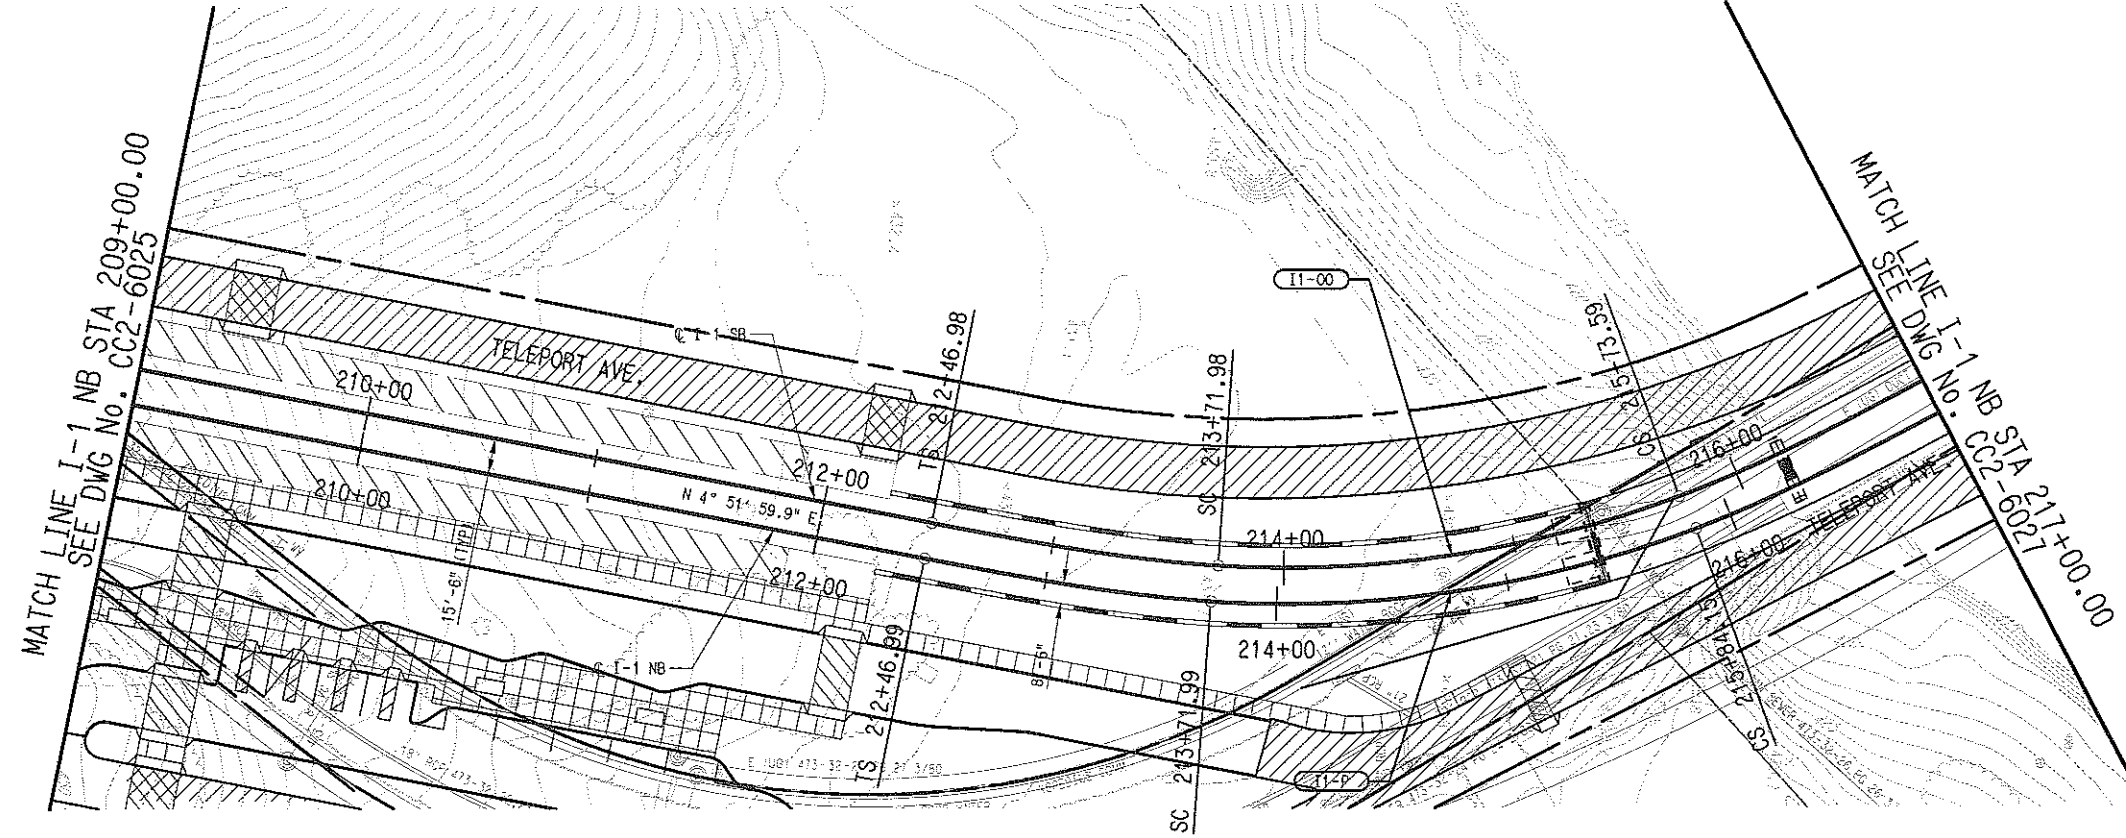 MATCH LINE I-1 NB STA 209+00.00
SEE DWG No. CC2-6025
TELEPORT AVE.
210+00
210+00
℄ I-1 SB
212+00
N 4° 51' 59.9" E
212+00
15'-6" (TYP)
℄ I-1 NB
TS 212+46.98
TS 212+46.99
SC 213+71.98
SC 213+71.99
214+00
214+00
8'-6"
I1-OO
I1-P
CS 215+73.59
CS 215+84.15
216+00
216+00
TELEPORT AVE.
MATCH LINE I-1 NB STA 217+00.00
SEE DWG No. CC2-6027